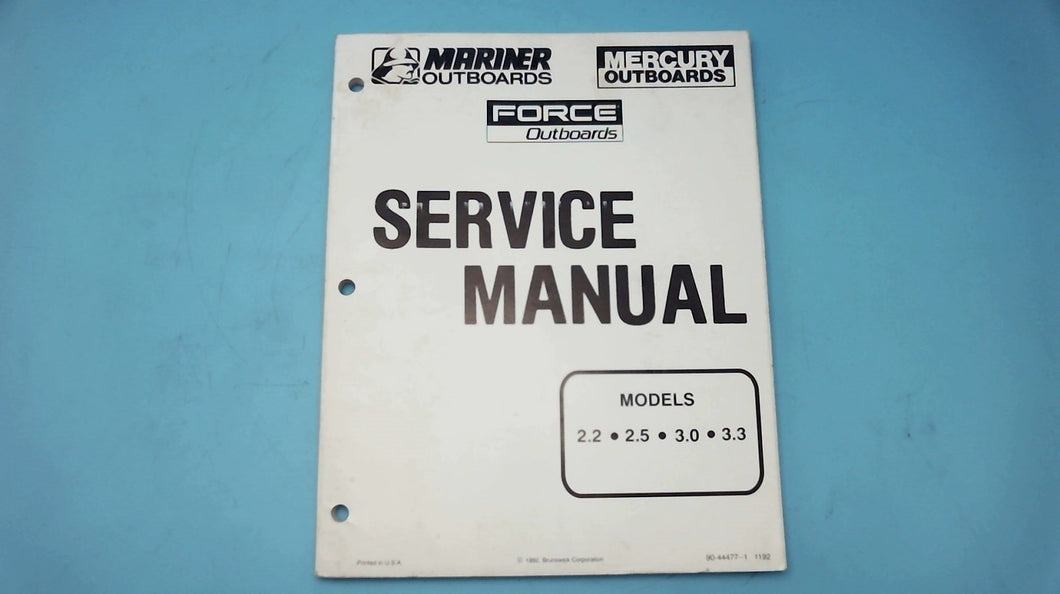 MARINER
OUTBOARDS
MERCURY
OUTBOARDS
FORCE
Outboards
SERVICE
MANUAL
MODELS
2.2 • 2.5 • 3.0 • 3.3
Printed in U.S.A.
© 1992, Brunswick Corporation
90-44477--1 1192